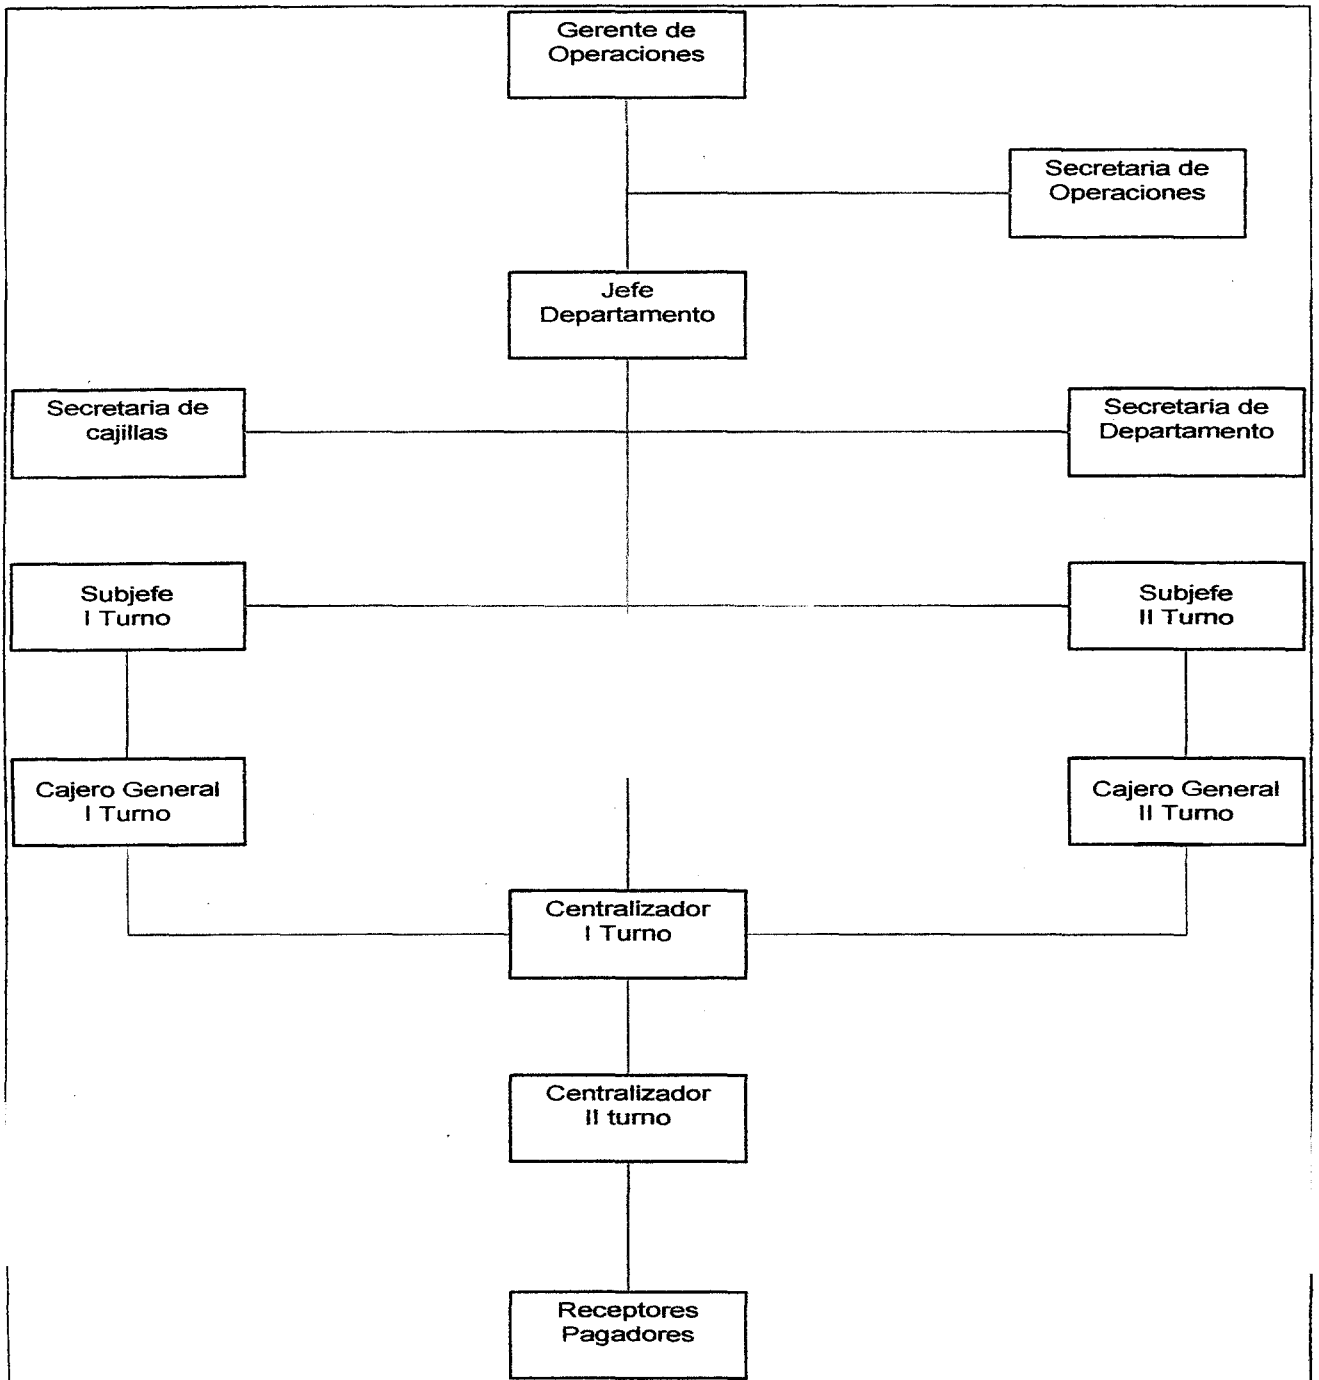 Gerente de
Operaciones
Secretaria de
Operaciones
Jefe
Departamento
Secretaria de
cajillas
Secretaria de
Departamento
Subjefe
I Turno
Subjefe
II Turno
Cajero General
I Turno
Cajero General
II Turno
Centralizador
I Turno
Centralizador
II turno
Receptores
Pagadores